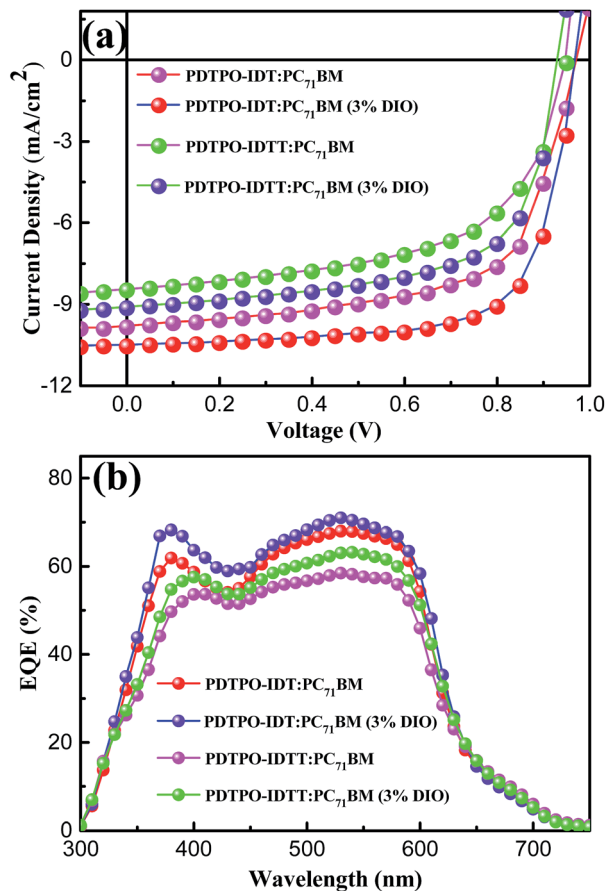 (a)
Current Density (mA/cm²)
0
-3
-6
-9
-12
PDTPO-IDT:PC₇₁BM
PDTPO-IDT:PC₇₁BM (3% DIO)
PDTPO-IDTT:PC₇₁BM
PDTPO-IDTT:PC₇₁BM (3% DIO)
0.0 0.2 0.4 0.6 0.8 1.0
Voltage (V)
(b)
EQE (%)
80
60
40
20
0
PDTPO-IDT:PC₇₁BM
PDTPO-IDT:PC₇₁BM (3% DIO)
PDTPO-IDTT:PC₇₁BM
PDTPO-IDTT:PC₇₁BM (3% DIO)
300 400 500 600 700
Wavelength (nm)